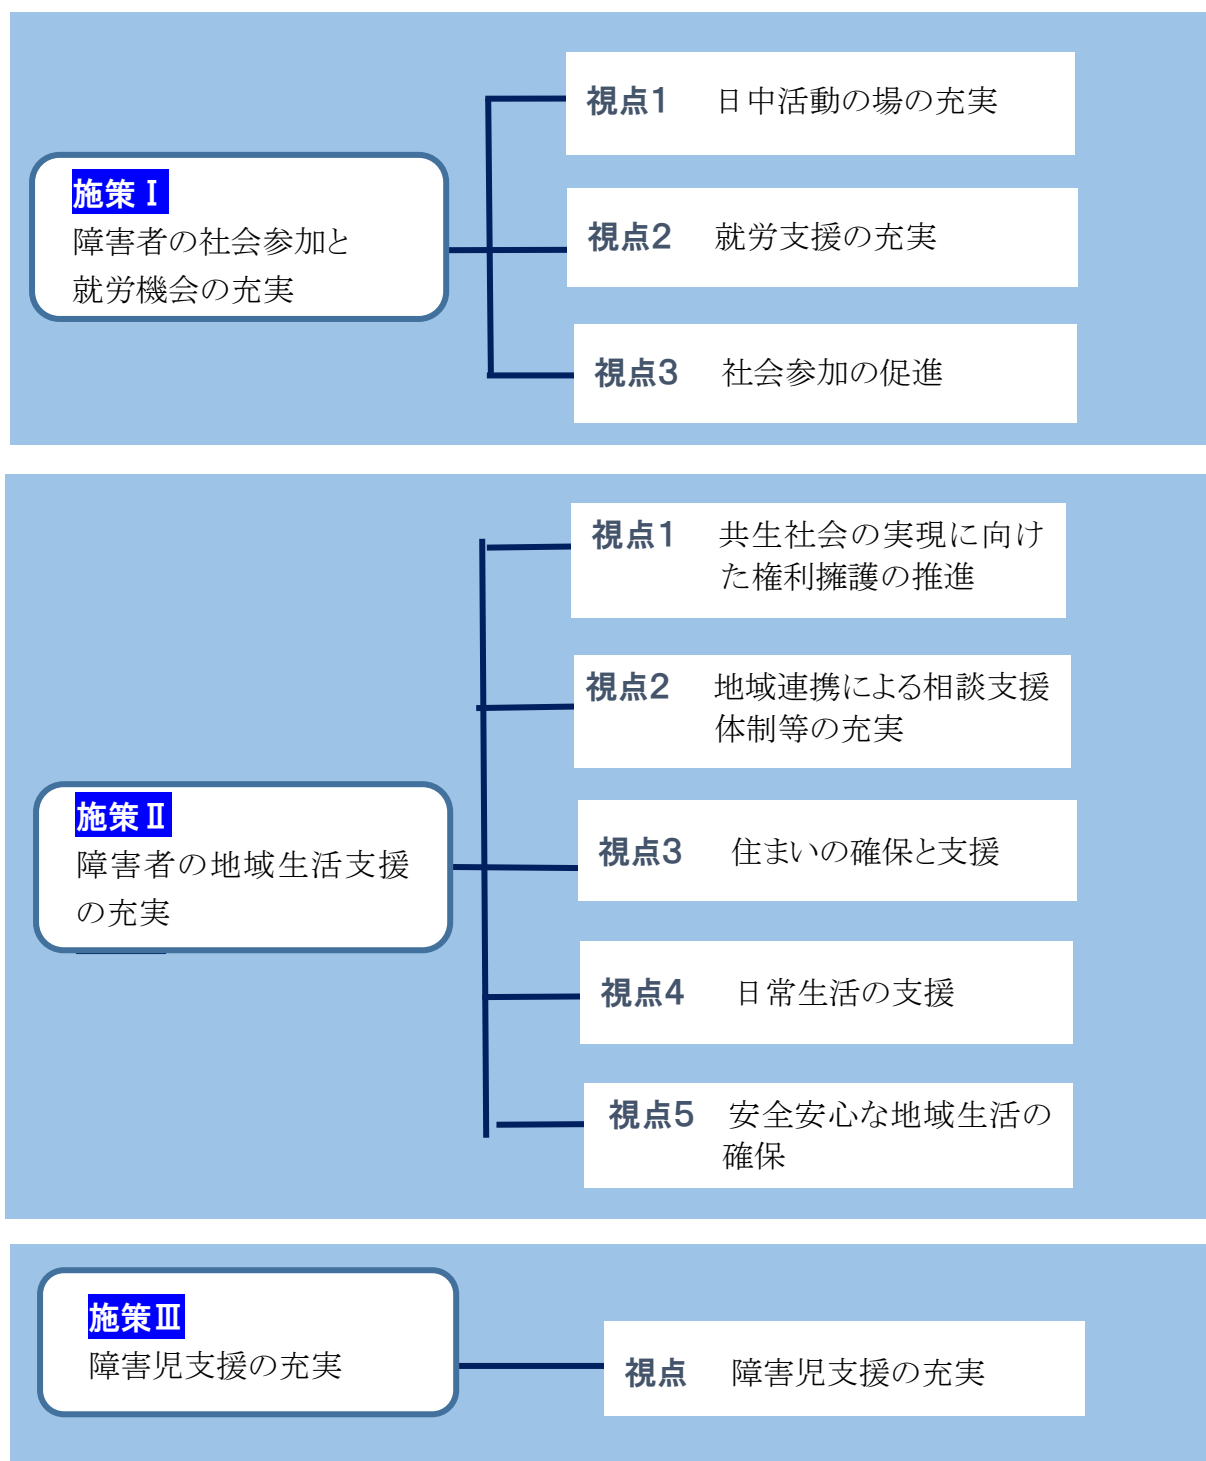 施策Ⅰ
障害者の社会参加と
就労機会の充実
視点1 日中活動の場の充実
視点2 就労支援の充実
視点3 社会参加の促進
施策Ⅱ
障害者の地域生活支援
の充実
視点1 共生社会の実現に向け
た権利擁護の推進
視点2 地域連携による相談支援
体制等の充実
視点3 住まいの確保と支援
視点4 日常生活の支援
視点5 安全安心な地域生活の
確保
施策Ⅲ
障害児支援の充実
視点 障害児支援の充実